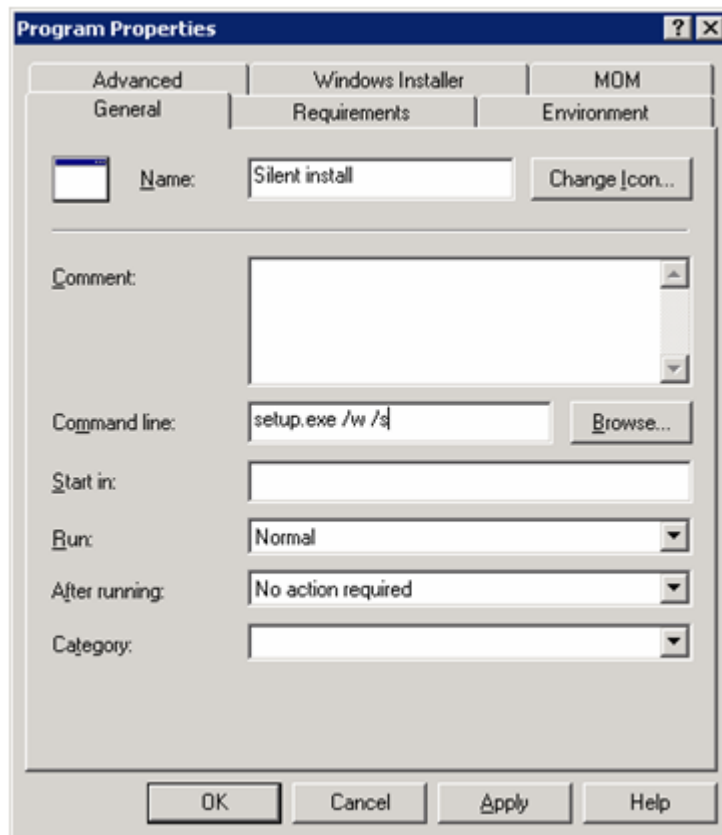 Program Properties
Advanced Windows Installer MOM
General Requirements Environment
Name: Silent install Change Icon...
Comment:
Command line: setup.exe /w /s Browse...
Start in:
Run: Normal
After running: No action required
Category:
OK Cancel Apply Help